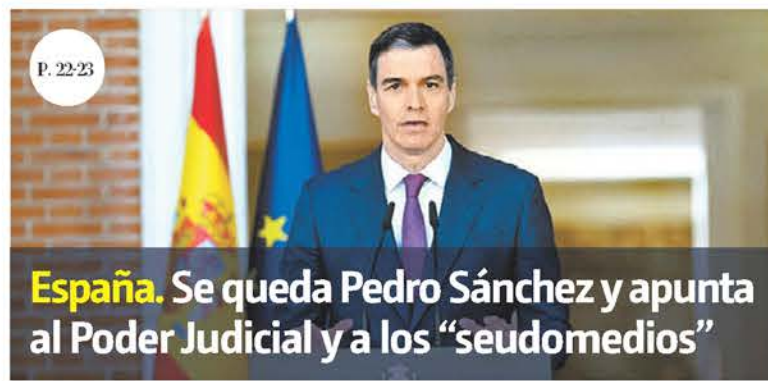 P. 22-23
España. Se queda Pedro Sánchez y apunta
al Poder Judicial y a los “seudomedios”